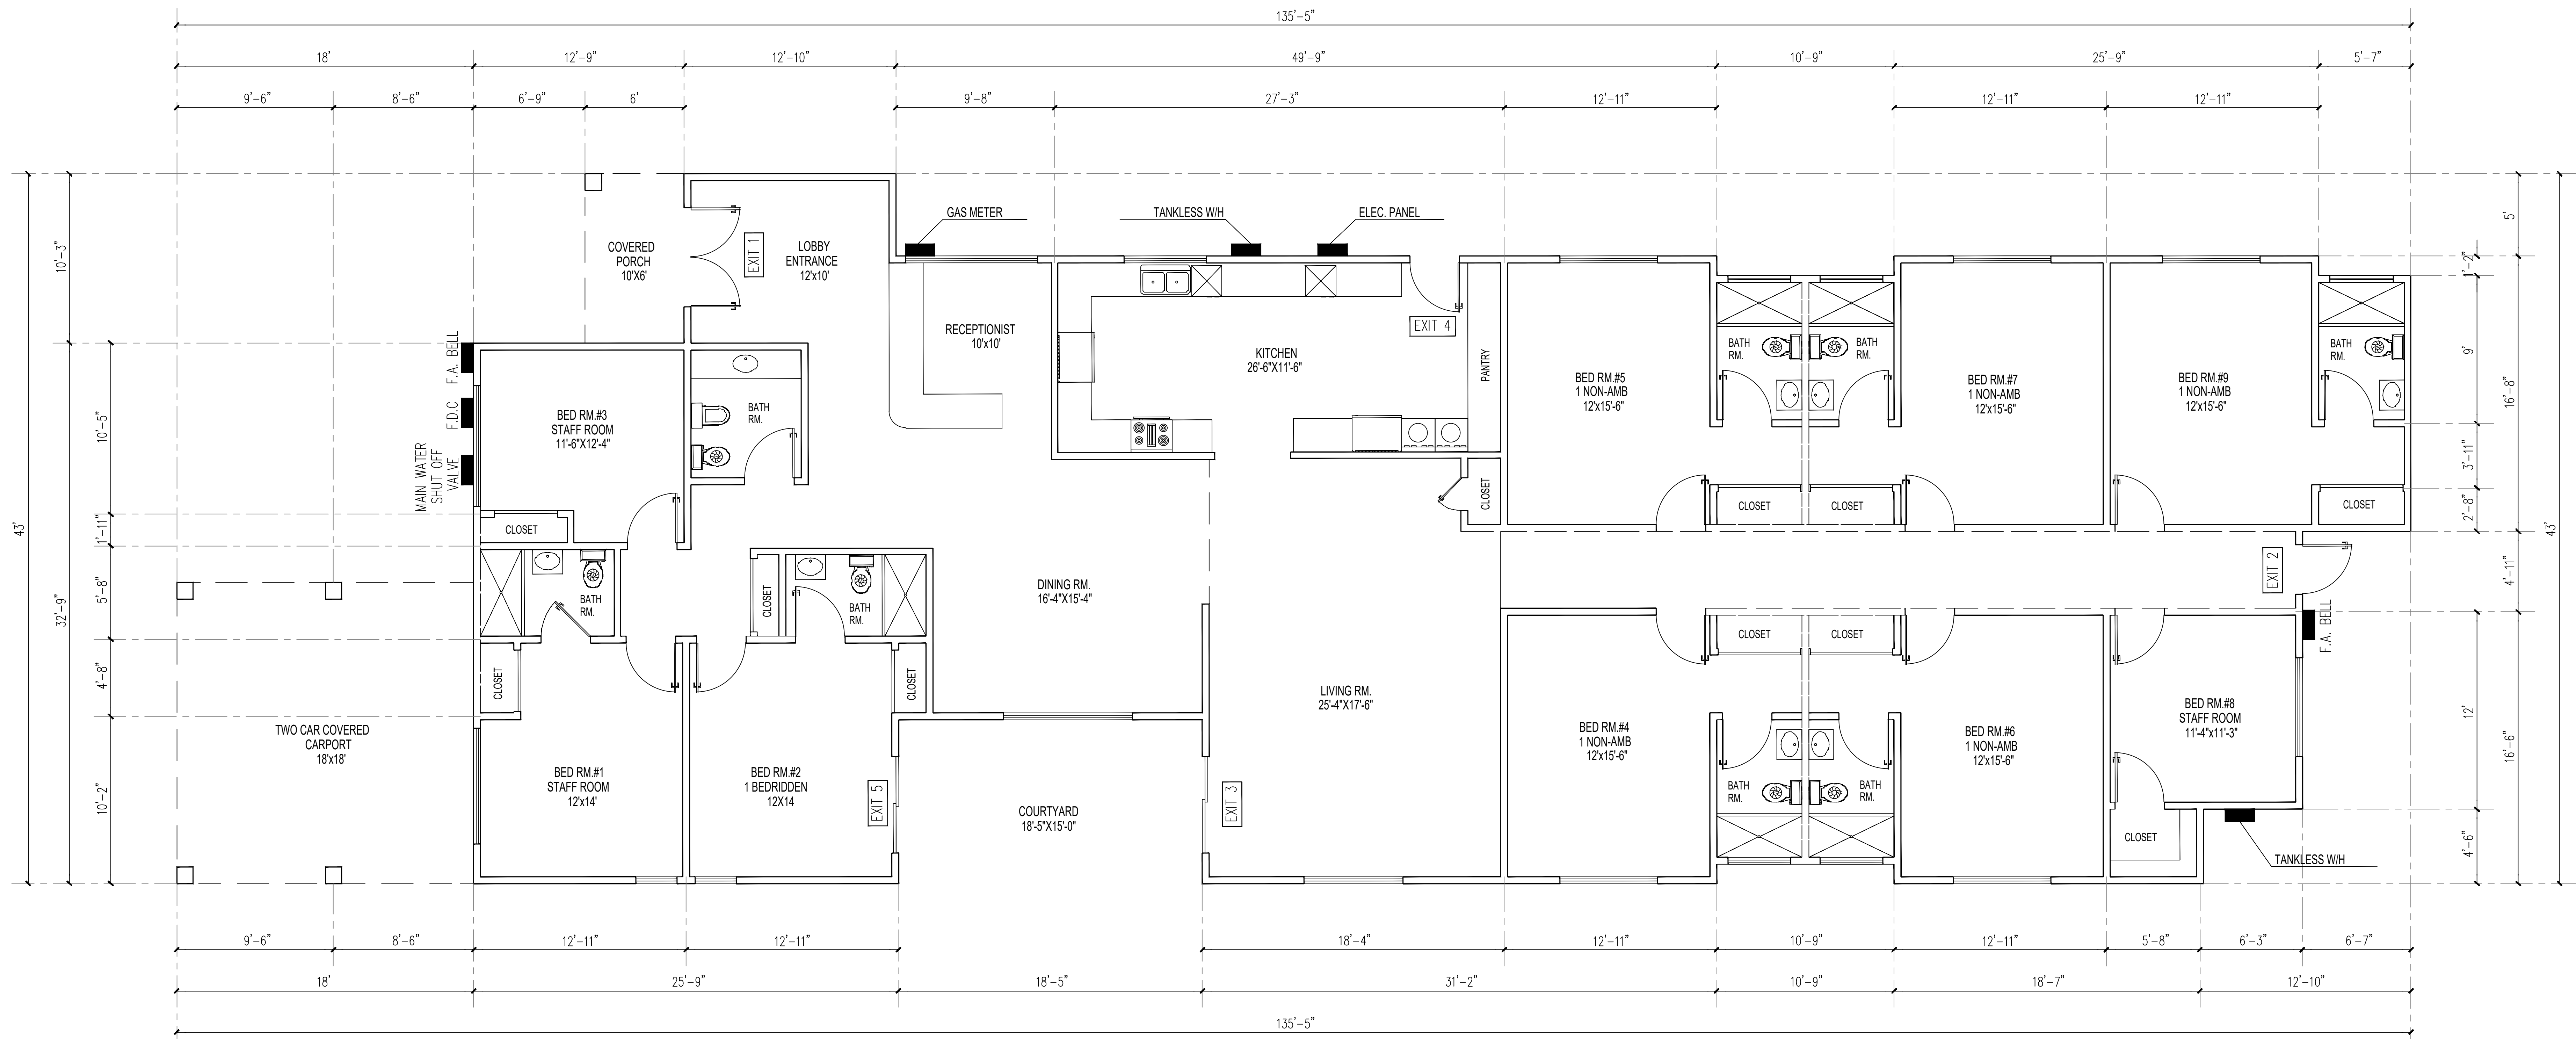 135'-5"
18'
12'-9"
12'-10"
49'-9"
10'-9"
25'-9"
5'-7"
9'-6"
8'-6"
6'-9"
6'
9'-8"
27'-3"
12'-11"
12'-11"
12'-11"
43'
10'-3"
32'-9"
10'-5"
1'-11"
5'-8"
4'-8"
10'-2"
COVERED
PORCH
10'X6'
EXIT 1
LOBBY
ENTRANCE
12'x10'
GAS METER
TANKLESS W/H
ELEC. PANEL
RECEPTIONIST
10'x10'
KITCHEN
26'-6"X11'-6"
EXIT 4
PANTRY
CLOSET
F.A. BELL
F.D.C
MAIN WATER
SHUT OFF
VALVE
BED RM.#3
STAFF ROOM
11'-6"X12'-4"
BATH
RM.
CLOSET
BATH
RM.
CLOSET
BATH
RM.
CLOSET
CLOSET
TWO CAR COVERED
CARPORT
18'x18'
BED RM.#1
STAFF ROOM
12'x14'
BED RM.#2
1 BEDRIDDEN
12X14
EXIT 5
DINING RM.
16'-4"X15'-4"
COURTYARD
18'-5"X15'-0"
EXIT 3
LIVING RM.
25'-4"X17'-6"
BED RM.#5
1 NON-AMB
12'x15'-6"
BATH
RM.
BATH
RM.
CLOSET
CLOSET
BED RM.#7
1 NON-AMB
12'x15'-6"
BED RM.#9
1 NON-AMB
12'x15'-6"
BATH
RM.
CLOSET
EXIT 2
F.A. BELL
CLOSET
CLOSET
BED RM.#4
1 NON-AMB
12'x15'-6"
BATH
RM.
BATH
RM.
BED RM.#6
1 NON-AMB
12'x15'-6"
BED RM.#8
STAFF ROOM
11'-4"x11'-3"
CLOSET
TANKLESS W/H
5'
1'-2"
9'
16'-8"
3'-11"
2'-8"
4'-11"
12'
16'-6"
4'-6"
43'
9'-6"
8'-6"
12'-11"
12'-11"
18'-4"
12'-11"
10'-9"
12'-11"
5'-8"
6'-3"
6'-7"
18'
25'-9"
18'-5"
31'-2"
10'-9"
18'-7"
12'-10"
135'-5"